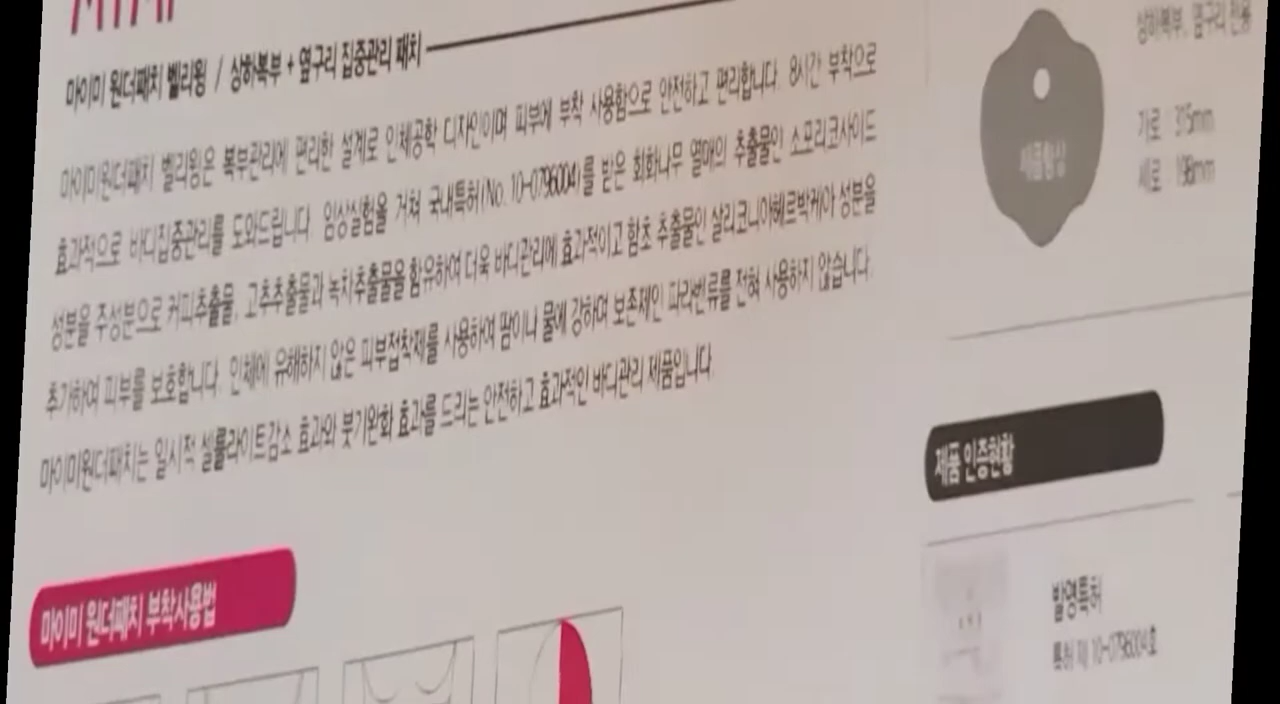 마이미 원더패치 벨리윙 / 상하복부 + 옆구리 집중관리 패치
마이미원더패치 벨리윙은 복부관리에 편리한 설계로 인체공학 디자인이며 피부에 부착 사용함으로 안전하고 편리합니다. 8시간 부착으로
효과적으로 바디집중관리를 도와드립니다. 임상실험을 거쳐 국내특허(No. 10-0796004)를 받은 회화나무 열매의 추출물인 소포리코사이드
성분을 주성분으로 커피추출물, 고추추출물과 녹차추출물을 함유하여 더욱 바디관리에 효과적이고 함초 추출물인 살리코니아헤르박케아 성분을
추가하여 피부를 보호합니다. 인체에 유해하지 않은 피부접착제를 사용하여 땀이나 물에 강하며 보존제인 파라벤류를 전혀 사용하지 않습니다.
마이미원더패치는 일시적 셀룰라이트감소 효과와 붓기완화 효과를 드리는 안전하고 효과적인 바디관리 제품입니다.
마이미 원더패치 부착사용법
상하복부, 옆구리 전용
제품형상
가로 : 315mm
세로 : 198mm
제품 인증현황
발명특허
특허 제 10-0796004호